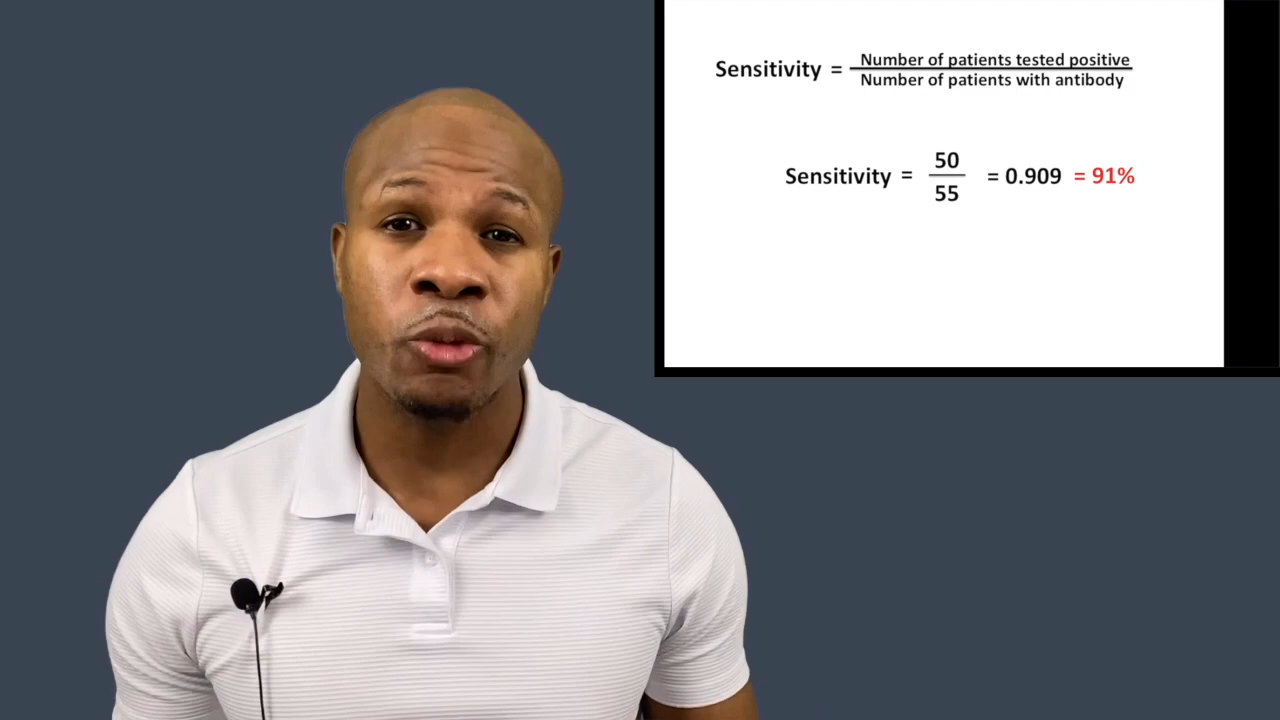 Sensitivity = Number of patients tested positive
Number of patients with antibody
Sensitivity = 50 = 0.909 = 91%
55